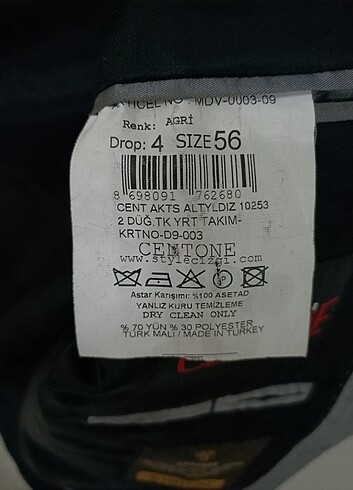 MDV-0003-09
Renk: AGRİ
Drop: 4 SIZE 56
8 698091 762680
CENT AKTS ALTYLDIZ 10253
2 DÜĞ.TK YRT TAKIM-
KRTNO-D9-003
CENTONE
www.stylecizgi.com
Astar Karışımı: %100 ASETAD
YANLIZ KURU TEMİZLEME
DRY CLEAN ONLY
% 70 YÜN % 30 POLYESTER
TÜRK MALI / MADE IN TURKEY